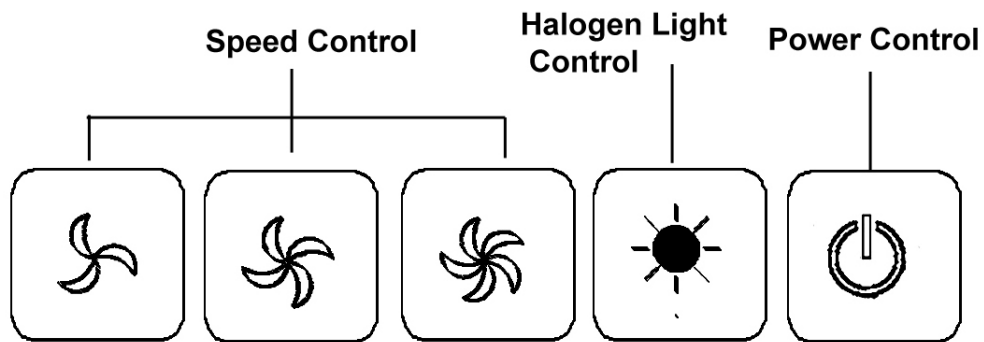 Speed Control
Halogen Light
Control
Power Control